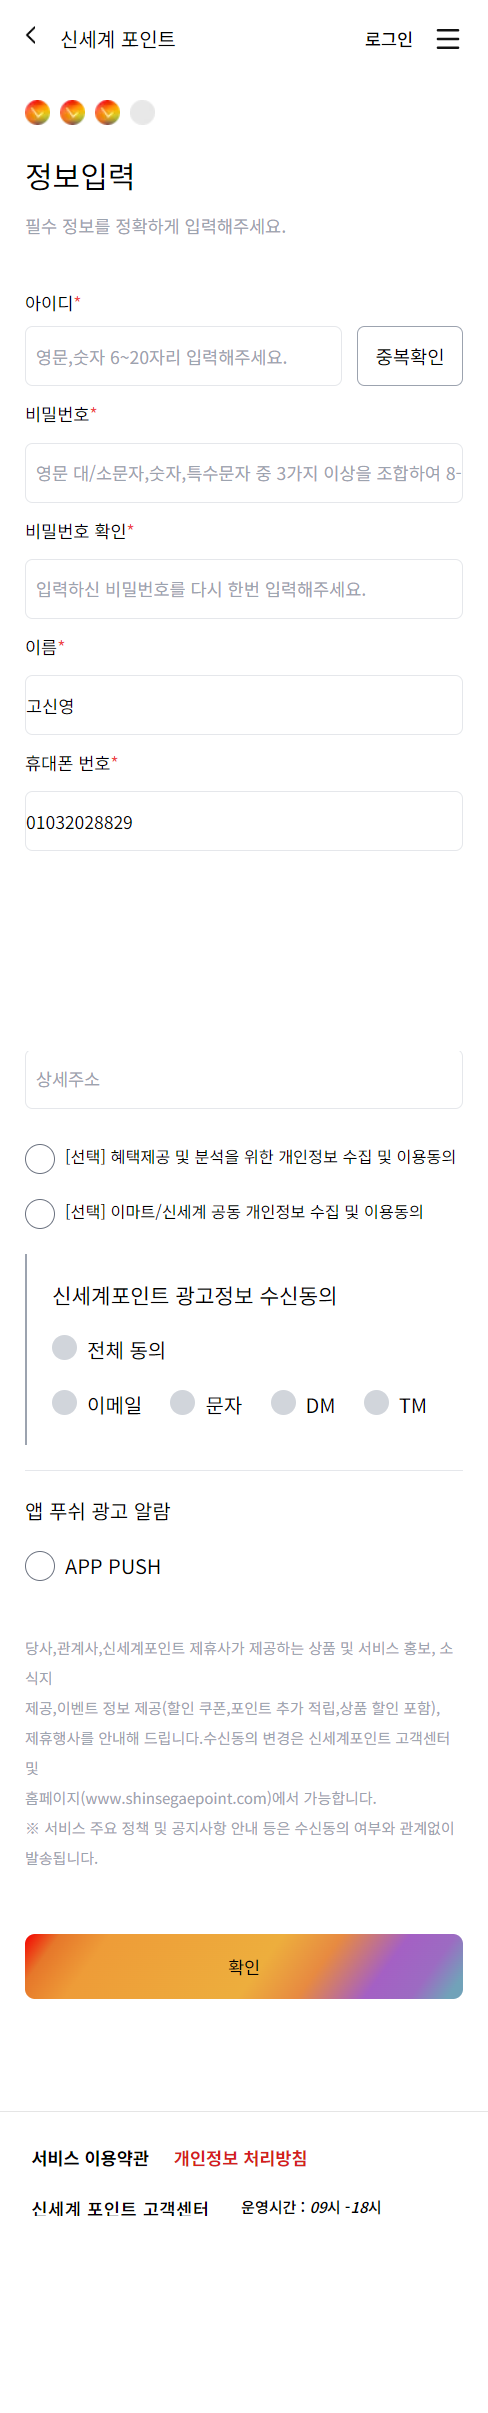 신세계 포인트
로그인
정보입력
필수 정보를 정확하게 입력해주세요.
아이디*
영문,숫자 6~20자리 입력해주세요.
중복확인
비밀번호*
영문 대/소문자,숫자,특수문자 중 3가지 이상을 조합하여 8-
비밀번호 확인*
입력하신 비밀번호를 다시 한번 입력해주세요.
이름*
고신영
휴대폰 번호*
01032028829
상세주소
[선택] 혜택제공 및 분석을 위한 개인정보 수집 및 이용동의
[선택] 이마트/신세계 공동 개인정보 수집 및 이용동의
신세계포인트 광고정보 수신동의
전체 동의
이메일 문자 DM TM
앱 푸쉬 광고 알람
APP PUSH
당사,관계사,신세계포인트 제휴사가 제공하는 상품 및 서비스 홍보, 소
식지
제공,이벤트 정보 제공(할인 쿠폰,포인트 추가 적립,상품 할인 포함),
제휴행사를 안내해 드립니다.수신동의 변경은 신세계포인트 고객센터
및
홈페이지(www.shinsegaepoint.com)에서 가능합니다.
※ 서비스 주요 정책 및 공지사항 안내 등은 수신동의 여부와 관계없이
발송됩니다.
확인
서비스 이용약관 개인정보 처리방침
신세계 포인트 고객센터 운영시간 : 09시 -18시